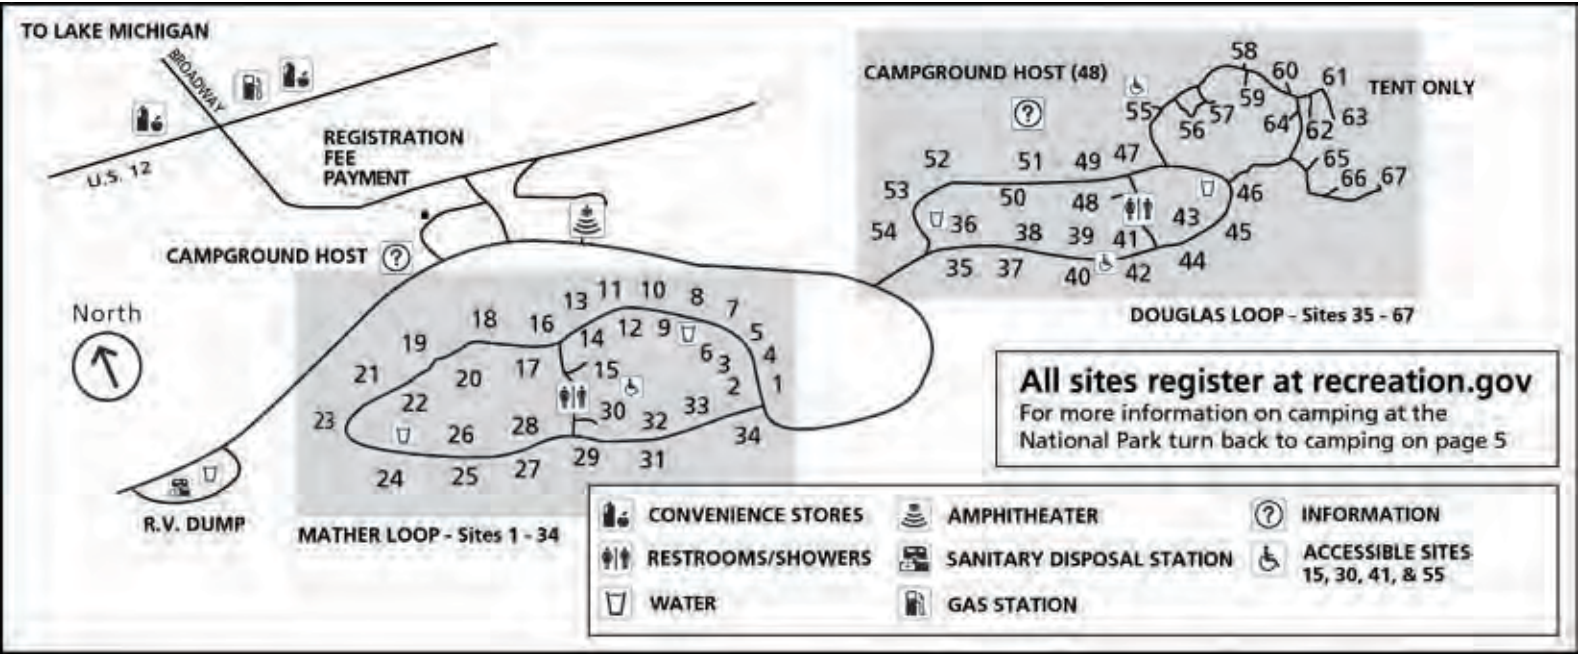 TO LAKE MICHIGAN
BROADWAY
U.S. 12
REGISTRATION
FEE
PAYMENT
CAMPGROUND HOST
?
North
R.V. DUMP
13 11 10 8 7
18 16 14 12 9 5
19 6 3 4
21 20 17 15 2 1
22 30 33
23 26 28 32 34
24 25 27 29 31
MATHER LOOP - Sites 1 - 34
CAMPGROUND HOST (48)
?
58
60 61
TENT ONLY
55 59
56 57 64 62 63
52 51 49 47 65
53 50 48 46 66 67
54 36 38 39 41 43 45
35 37 40 42 44
DOUGLAS LOOP - Sites 35 - 67
All sites register at recreation.gov
For more information on camping at the
National Park turn back to camping on page 5
CONVENIENCE STORES
RESTROOMS/SHOWERS
WATER
AMPHITHEATER
SANITARY DISPOSAL STATION
GAS STATION
?
INFORMATION
ACCESSIBLE SITES
15, 30, 41, & 55